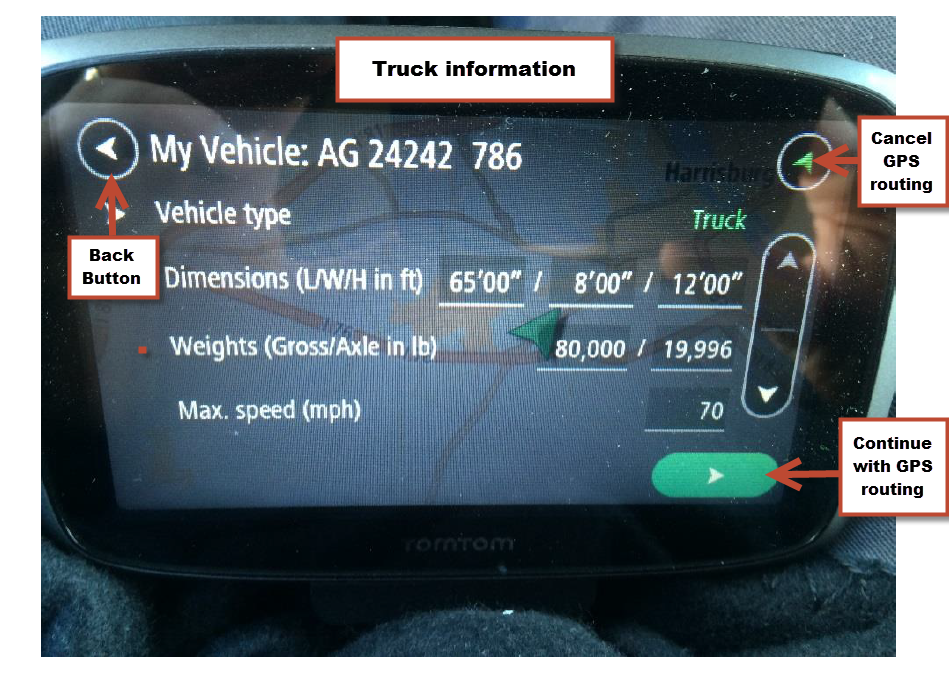 Truck information
My Vehicle: AG 24242 786
Cancel
GPS
routing
Harrisburg
Vehicle type Truck
Back
Button
Dimensions (L/W/H in ft) 65'00" / 8'00" / 12'00"
I-76
Weights (Gross/Axle in lb) 80,000 / 19,996
Max. speed (mph) 70
Continue
with GPS
routing
TOMTOM